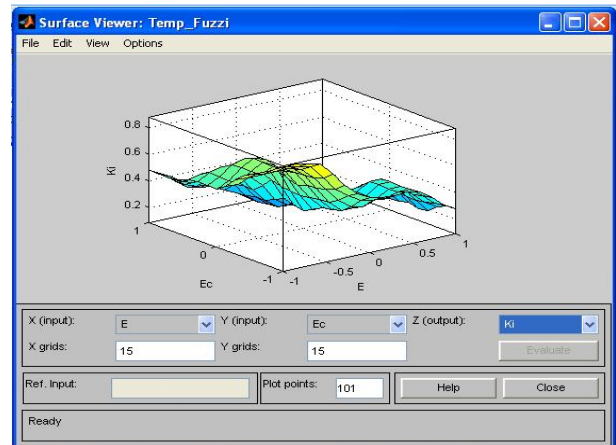 Surface Viewer: Temp_Fuzzi
File Edit View Options
0.8
0.6
0.4
0.2
Ki
1
0
-1
Ec
-1
-0.5
0
0.5
1
E
X (input): E Y (input): Ec Z (output): Ki
X grids: 15 Y grids: 15 Evaluate
Ref. Input: Plot points: 101 Help Close
Ready